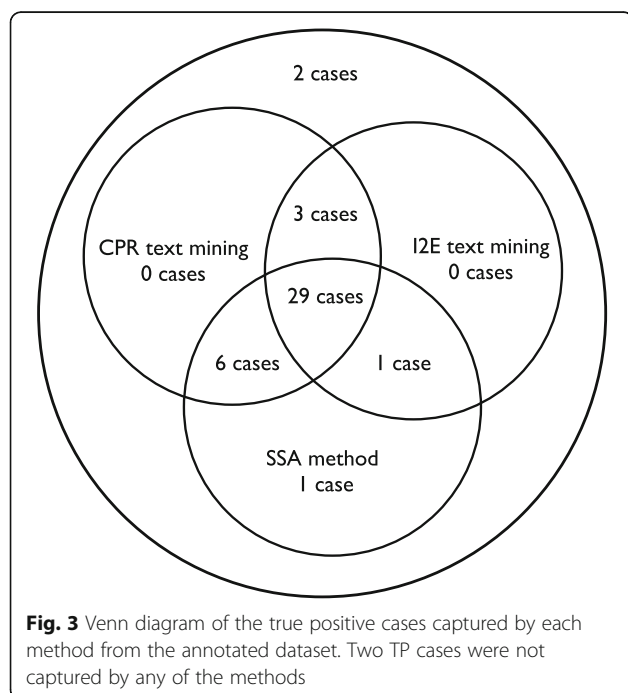 2 cases
3 cases
CPR text mining
0 cases
I2E text mining
0 cases
29 cases
6 cases
1 case
SSA method
1 case
Fig. 3 Venn diagram of the true positive cases captured by each
method from the annotated dataset. Two TP cases were not
captured by any of the methods